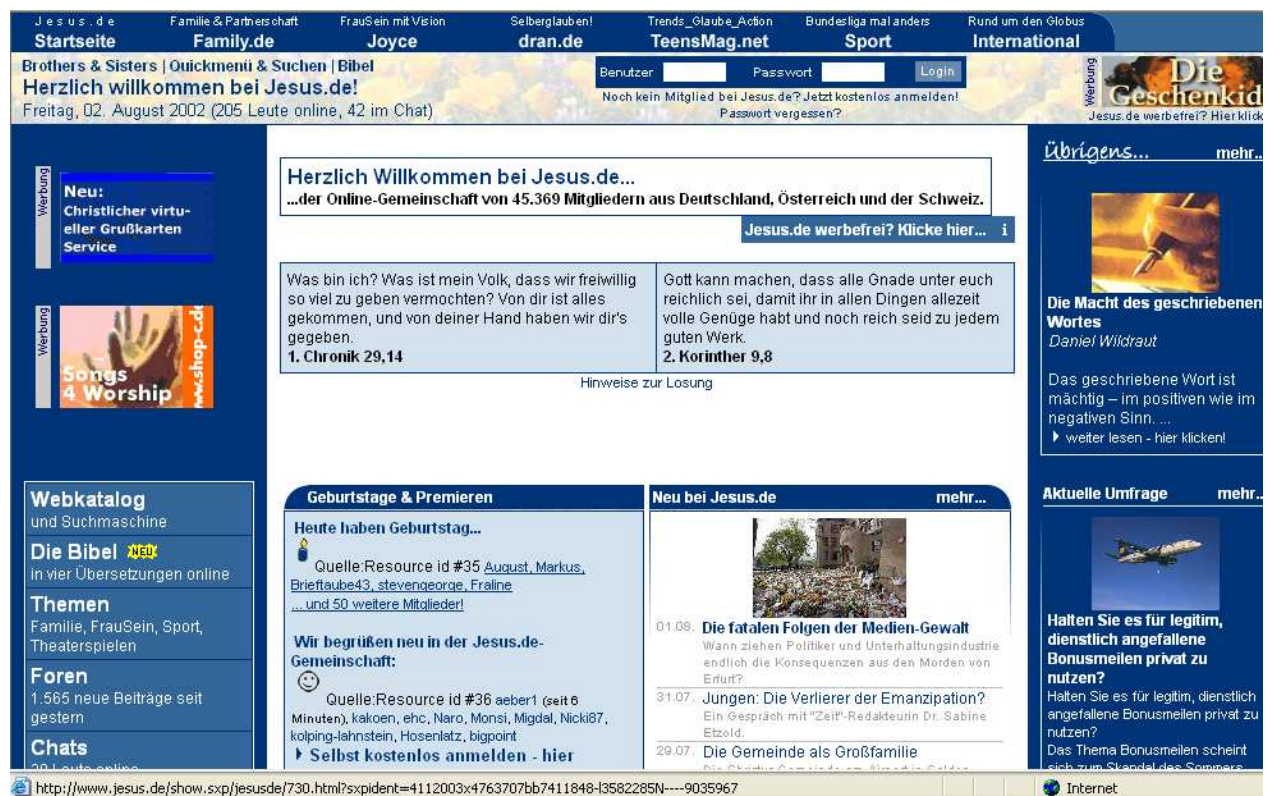 Jesus.de
Startseite
Familie & Partnerschaft
Family.de
FrauSein mit Vision
Joyce
Selberglauben!
dran.de
Trends_Glaube_Action
TeensMag.net
Bundesliga mal anders
Sport
Rund um den Globus
International
Brothers & Sisters | Quickmenü & Suchen | Bibel
Herzlich willkommen bei Jesus.de!
Freitag, 02. August 2002 (205 Leute online, 42 im Chat)
Benutzer Passwort Login
Noch kein Mitglied bei Jesus.de? Jetzt kostenlos anmelden!
Passwort vergessen?
Werbung
Die
Geschenkid
Jesus.de werbefrei? Hier klick
Werbung
Neu:
Christlicher virtu-
eller Grußkarten
Service
Werbung
Songs
4 Worship
www.shop-c.de
Webkatalog
und Suchmaschine
Die Bibel NEU
in vier Übersetzungen online
Themen
Familie, FrauSein, Sport,
Theaterspielen
Foren
1.565 neue Beiträge seit
gestern
Chats
Herzlich Willkommen bei Jesus.de...
...der Online-Gemeinschaft von 45.369 Mitgliedern aus Deutschland, Österreich und der Schweiz.
Jesus.de werbefrei? Klicke hier... i
Was bin ich? Was ist mein Volk, dass wir freiwillig
so viel zu geben vermochten? Von dir ist alles
gekommen, und von deiner Hand haben wir dir's
gegeben.
1. Chronik 29,14
Gott kann machen, dass alle Gnade unter euch
reichlich sei, damit ihr in allen Dingen allezeit
volle Genüge habt und noch reich seid zu jedem
guten Werk.
2. Korinther 9,8
Hinweise zur Losung
Geburtstage & Premieren
Heute haben Geburtstag...
Quelle:Resource id #35 August, Markus,
Brieftaube43, stevengeorge, Fraline
... und 50 weitere Mitglieder!
Wir begrüßen neu in der Jesus.de-
Gemeinschaft:
Quelle:Resource id #36 aeber1 (seit 6
Minuten), kakoen, ehc, Naro, Monsi, Migdal, Nicki87,
kolping-lahnstein, Hosenlatz, bigpoint
Selbst kostenlos anmelden - hier
Neu bei Jesus.de mehr...
01.08. Die fatalen Folgen der Medien-Gewalt
Wann ziehen Politiker und Unterhaltungsindustrie
endlich die Konsequenzen aus den Morden von
Erfurt?
31.07. Jungen: Die Verlierer der Emanzipation?
Ein Gespräch mit "Zeit"-Redakteurin Dr. Sabine
Etzold.
29.07. Die Gemeinde als Großfamilie
Übrigens... mehr..
Die Macht des geschriebenen
Wortes
Daniel Wildraut
Das geschriebene Wort ist
mächtig – im positiven wie im
negativen Sinn. ...
weiter lesen - hier klicken!
Aktuelle Umfrage mehr..
Halten Sie es für legitim,
dienstlich angefallene
Bonusmeilen privat zu
nutzen?
Halten Sie es für legitim, dienstlich
angefallene Bonusmeilen privat zu
nutzen?
Das Thema Bonusmeilen scheint
sich zum Skandal des Sommers
http://www.jesus.de/show.sxp/jesusde/730.html?sxpident=4112003x4763707bb7411848-l3582285N----9035967
Internet